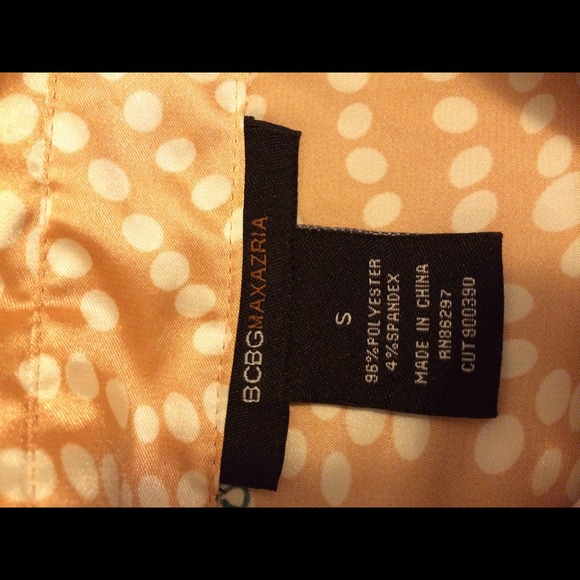 BCBGMAXAZRIA
S
96%POLYESTER
4%SPANDEX
MADE IN CHINA
RN86297
CUT 900390